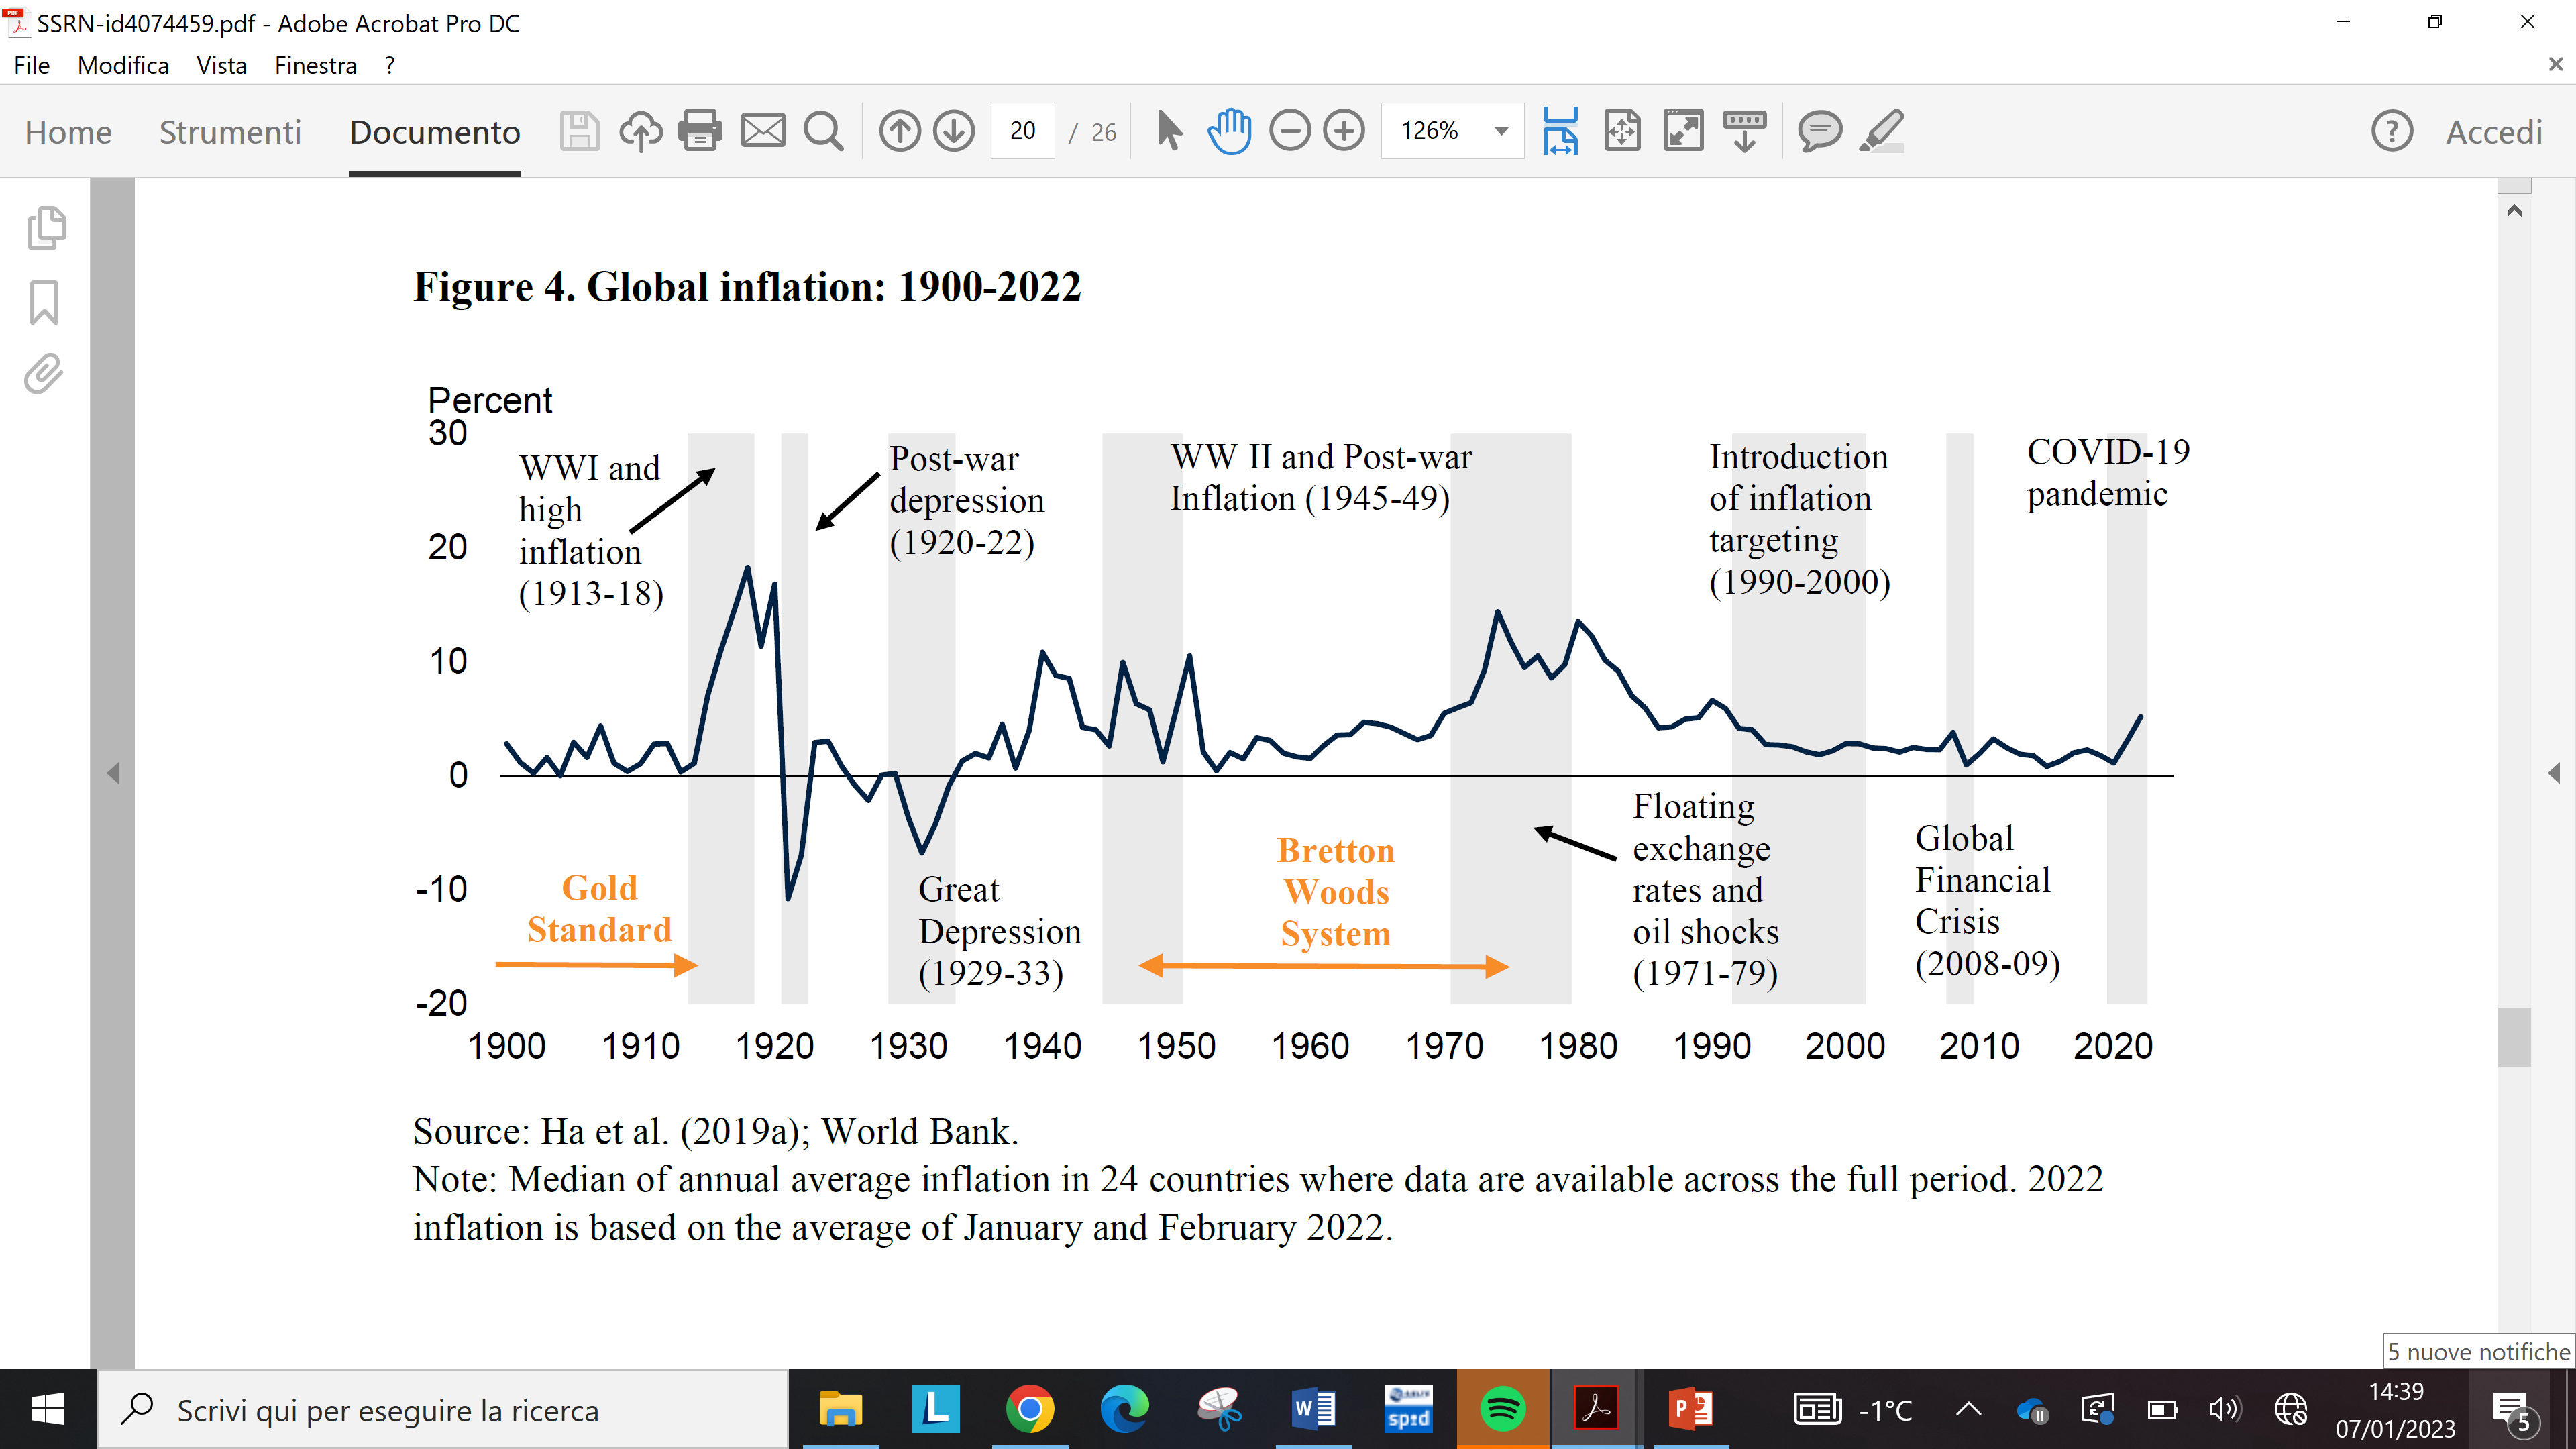 SSRN-id4074459.pdf - Adobe Acrobat Pro DC
File Modifica Vista Finestra ?
Home Strumenti Documento 20 / 26 126% Accedi
Figure 4. Global inflation: 1900-2022
Percent
30
20
10
0
-10
-20
WWI and
high
inflation
(1913-18)
Post-war
depression
(1920-22)
WW II and Post-war
Inflation (1945-49)
Introduction
of inflation
targeting
(1990-2000)
COVID-19
pandemic
Gold
Standard
Great
Depression
(1929-33)
Bretton
Woods
System
Floating
exchange
rates and
oil shocks
(1971-79)
Global
Financial
Crisis
(2008-09)
1900 1910 1920 1930 1940 1950 1960 1970 1980 1990 2000 2010 2020
Source: Ha et al. (2019a); World Bank.
Note: Median of annual average inflation in 24 countries where data are available across the full period. 2022
inflation is based on the average of January and February 2022.
5 nuove notifiche
Scrivi qui per eseguire la ricerca
L
W
spid
P
-1°C
14:39
07/01/2023
5